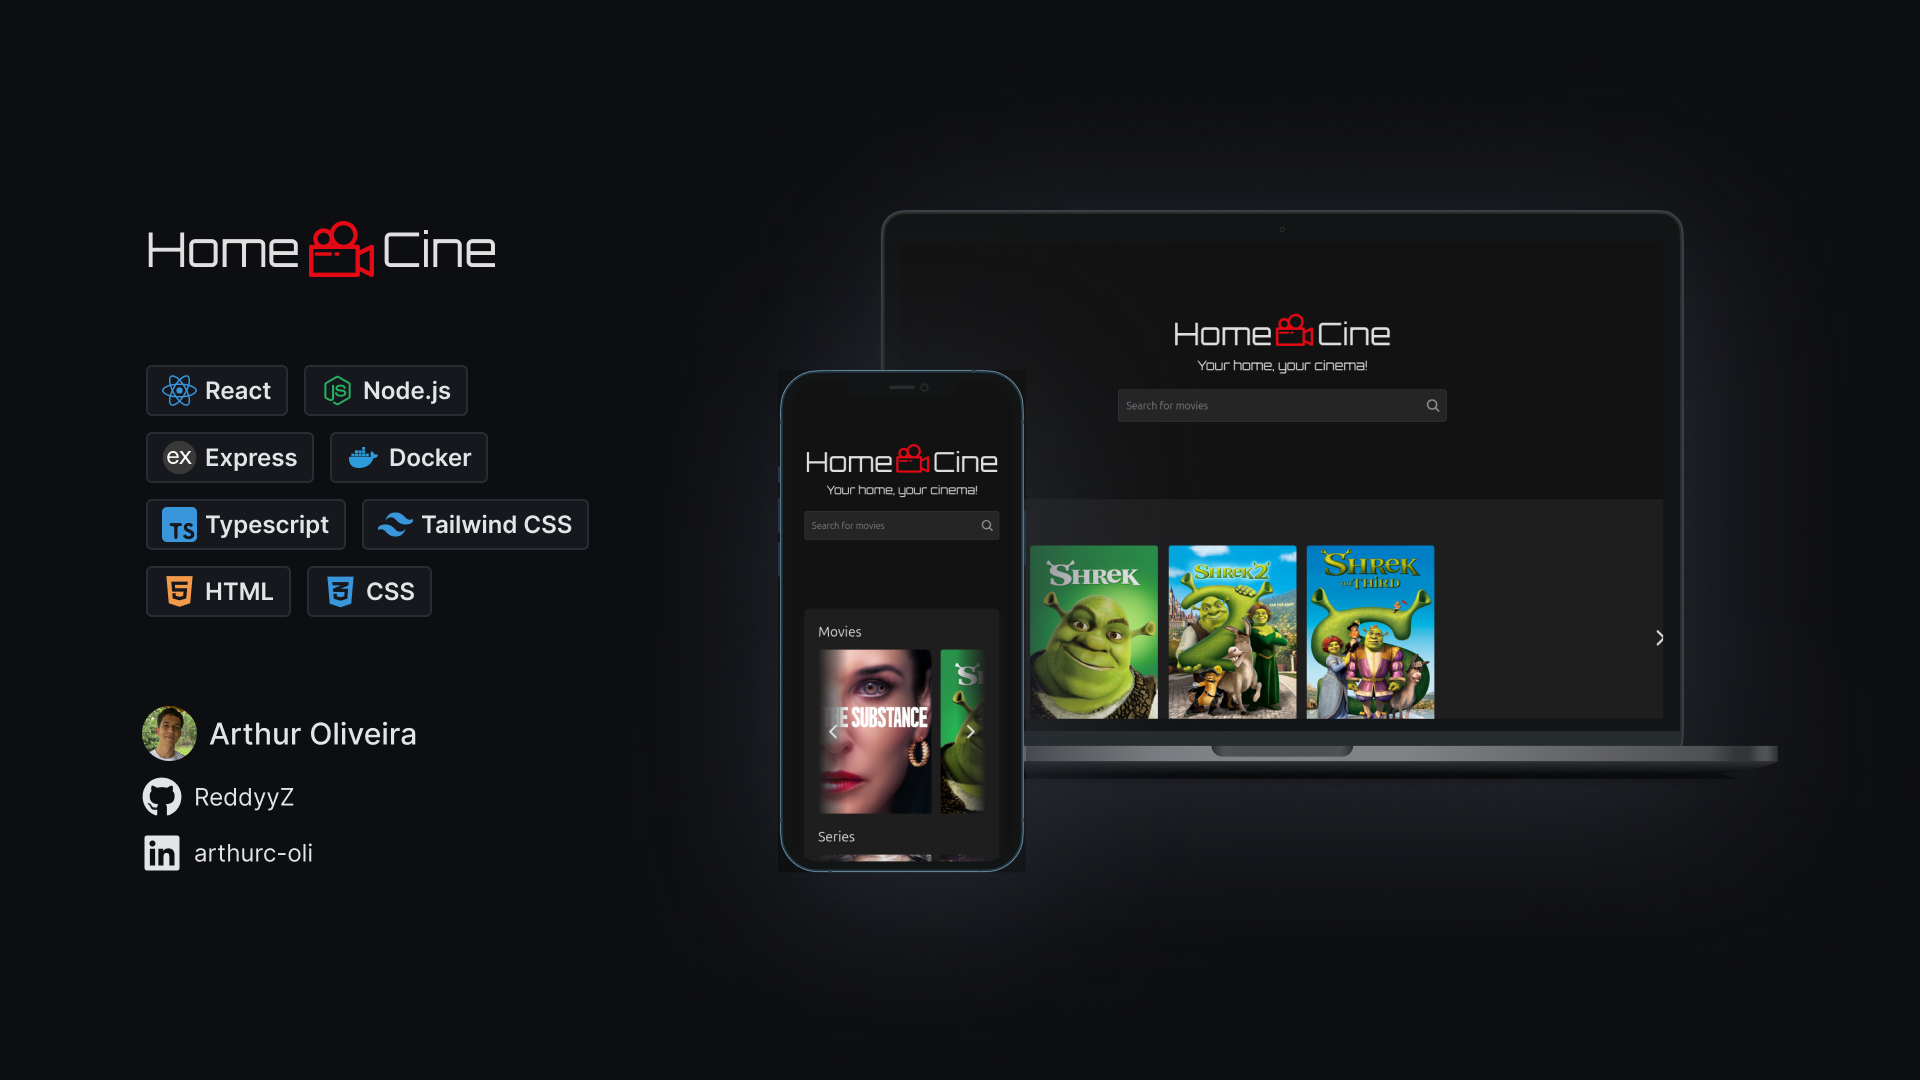 Home Cine
React
Node.js
ex Express
Docker
TS Typescript
Tailwind CSS
HTML
CSS
Arthur Oliveira
ReddyyZ
in arthurc-oli
Home Cine
Your home, your cinema!
Search for movies
Movies
THE SUBSTANCE
Series
Home Cine
Your home, your cinema!
Search for movies
SHREK
SHREK 2
SHREK
THE THIRD